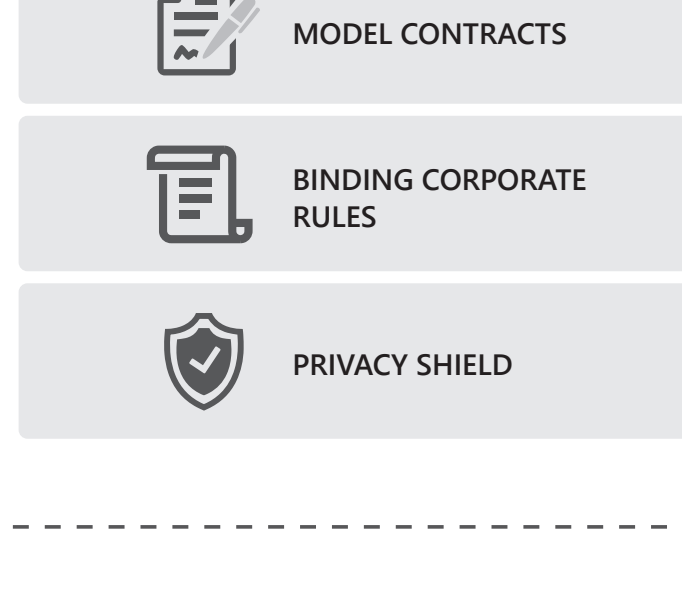 MODEL CONTRACTS
BINDING CORPORATE
RULES
PRIVACY SHIELD